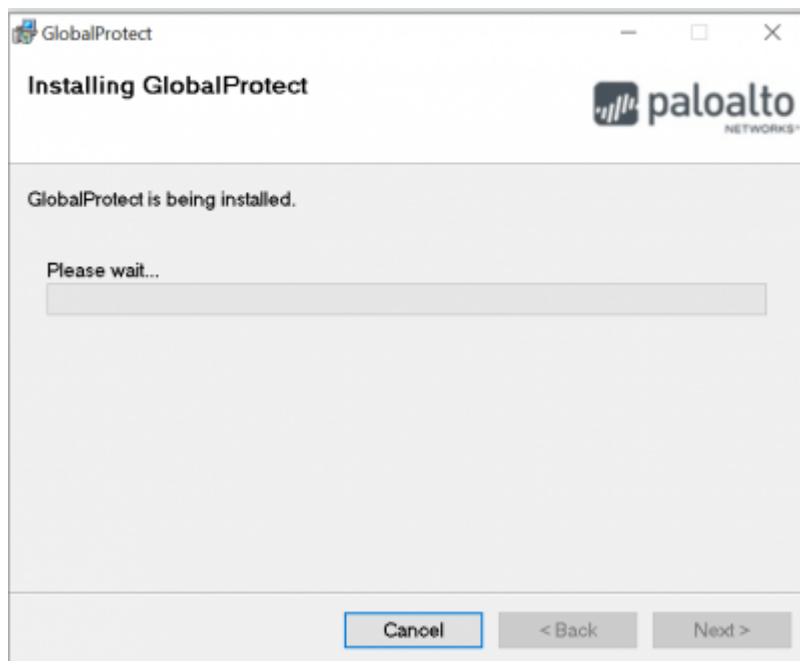 GlobalProtect
Installing GlobalProtect
paloalto
NETWORKS
GlobalProtect is being installed.
Please wait...
Cancel
< Back
Next >